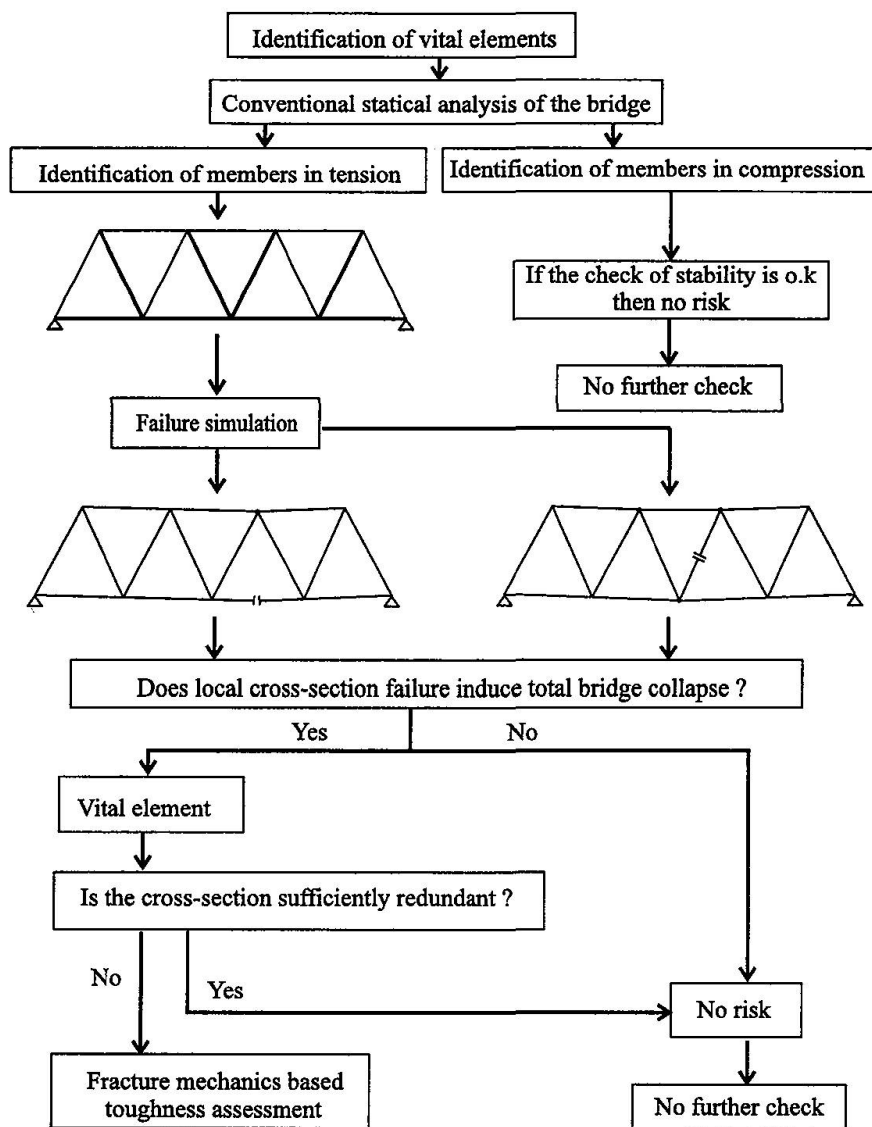 Identification of vital elements
Conventional statical analysis of the bridge
Identification of members in tension
Identification of members in compression
If the check of stability is o.k
then no risk
No further check
Failure simulation
Does local cross-section failure induce total bridge collapse ?
Yes
No
Vital element
Is the cross-section sufficiently redundant ?
No
Yes
No risk
Fracture mechanics based
toughness assessment
No further check